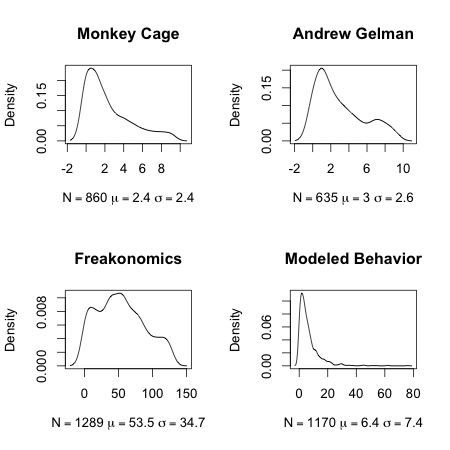 Monkey Cage
Density
0.00 0.15
-2 2 4 6 8
N = 860 μ = 2.4 σ = 2.4
Andrew Gelman
Density
0.00 0.15
-2 2 6 10
N = 635 μ = 3 σ = 2.6
Freakonomics
Density
0.000 0.008
0 50 100 150
N = 1289 μ = 53.5 σ = 34.7
Modeled Behavior
Density
0.00 0.06
0 20 40 60 80
N = 1170 μ = 6.4 σ = 7.4